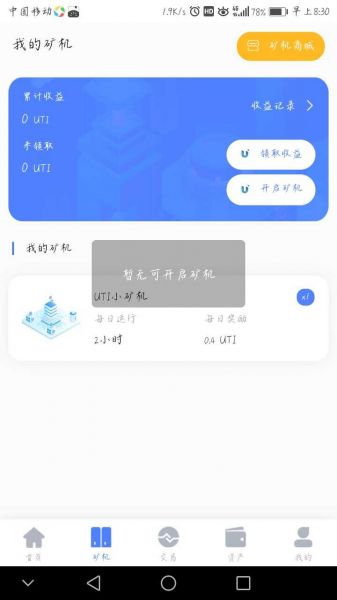 中国移动 1.9K/s HD 4G 78% 早上8:30
我的矿机
矿机商城
累计收益
0 UTI
收益记录
未领取
0 UTI
领取收益
开启矿机
我的矿机
暂无可开启矿机
UTI小矿机
x1
每日运行
每日奖励
2小时
0.4 UTI
首页
矿机
交易
资产
我的